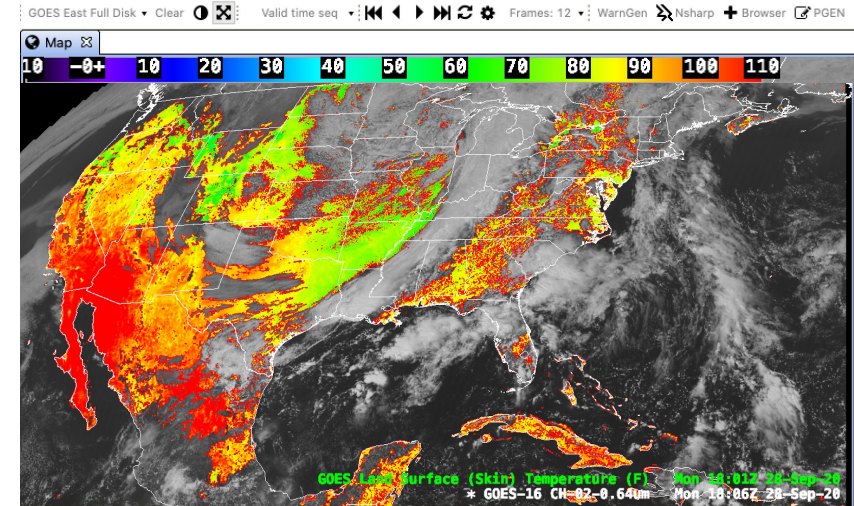 GOES East Full Disk Clear Valid time seq Frames: 12 WarnGen Nsharp Browser PGEN
Map
10 -0+ 10 20 30 40 50 60 70 80 90 100 110
GOES Land Surface (Skin) Temperature (F) Mon 18:01Z 28-Sep-20
* GOES-16 CH-02-0.64um Mon 18:06Z 28-Sep-20